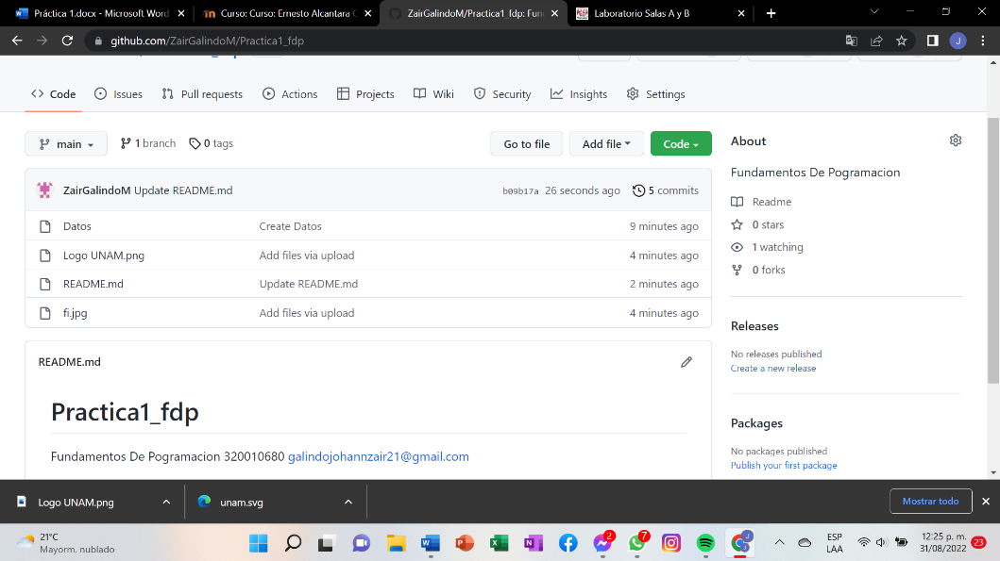 Práctica 1.docx - Microsoft Word
Curso: Curso: Ernesto Alcantara C
ZairGalindoM/Practica1_fdp: Fun
Laboratorio Salas A y B
github.com/ZairGalindoM/Practica1_fdp
J
Code
Issues
Pull requests
Actions
Projects
Wiki
Security
Insights
Settings
main
1 branch
0 tags
Go to file
Add file
Code
ZairGalindoM Update README.md
b09b17a 26 seconds ago
5 commits
Datos Create Datos 9 minutes ago
Logo UNAM.png Add files via upload 4 minutes ago
README.md Update README.md 2 minutes ago
fi.jpg Add files via upload 4 minutes ago
README.md
Practica1_fdp
Fundamentos De Pogramacion 320010680 galindojohannzair21@gmail.com
About
Fundamentos De Pogramacion
Readme
0 stars
1 watching
0 forks
Releases
No releases published
Create a new release
Packages
No packages published
Publish your first package
Logo UNAM.png
unam.svg
Mostrar todo
21°C
Mayorm. nublado
2
7
J
ESP
LAA
12:25 p. m.
31/08/2022
23